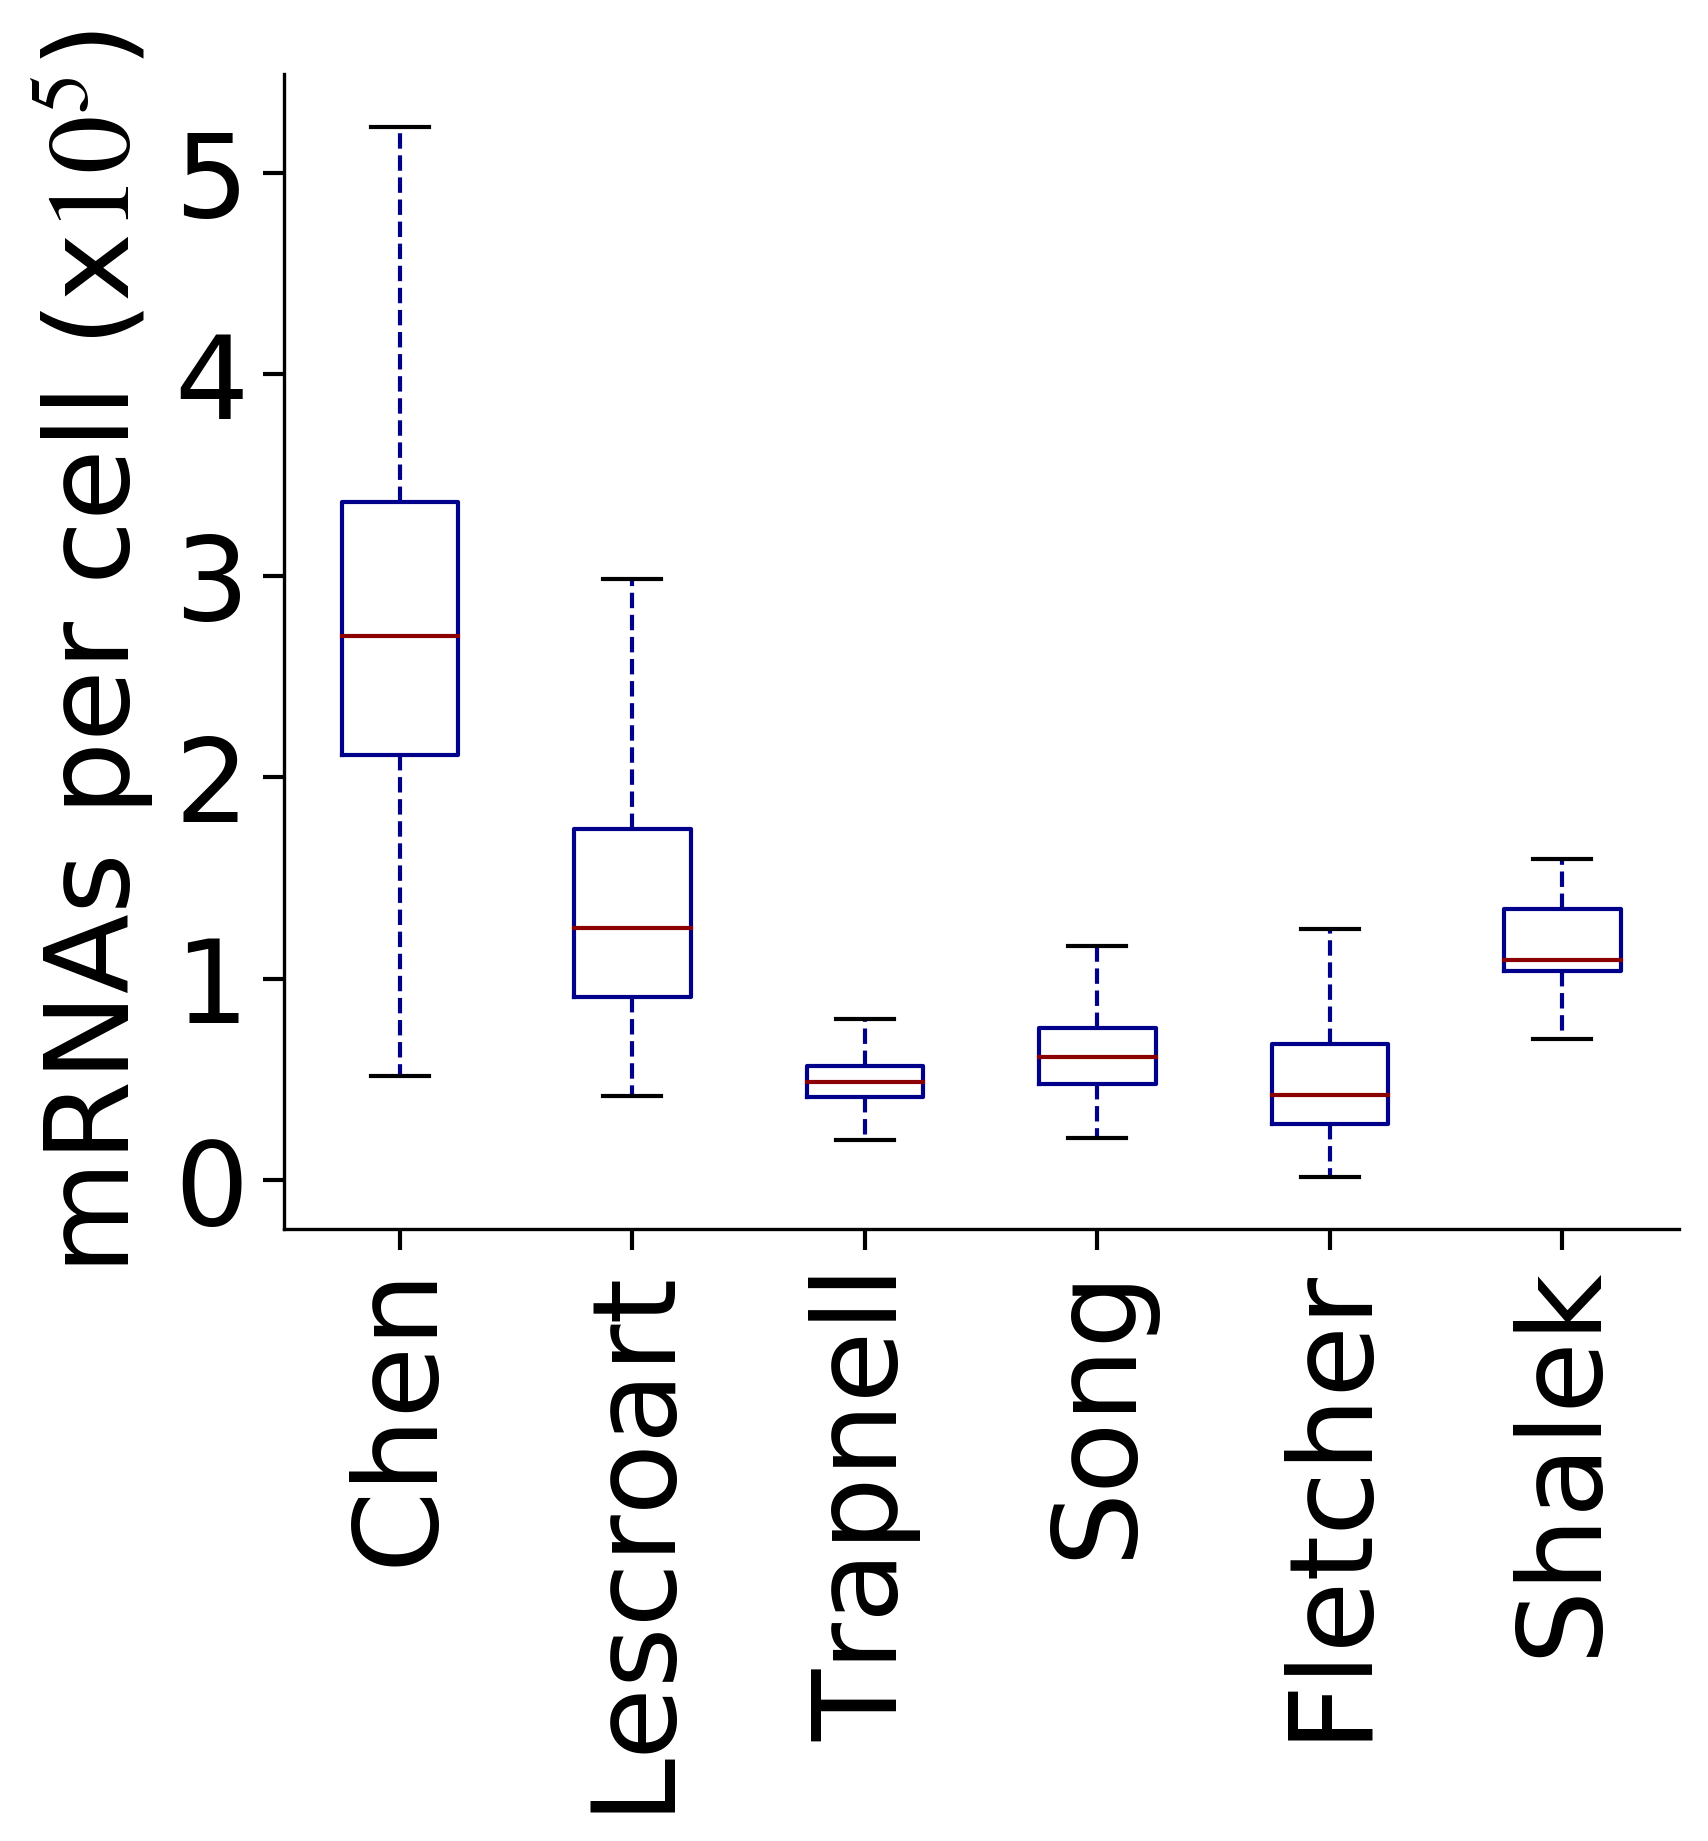 mRNAs per cell (x10⁵)
5
4
3
2
1
0
Chen
Lescroart
Trapnell
Song
Fletcher
Shalek